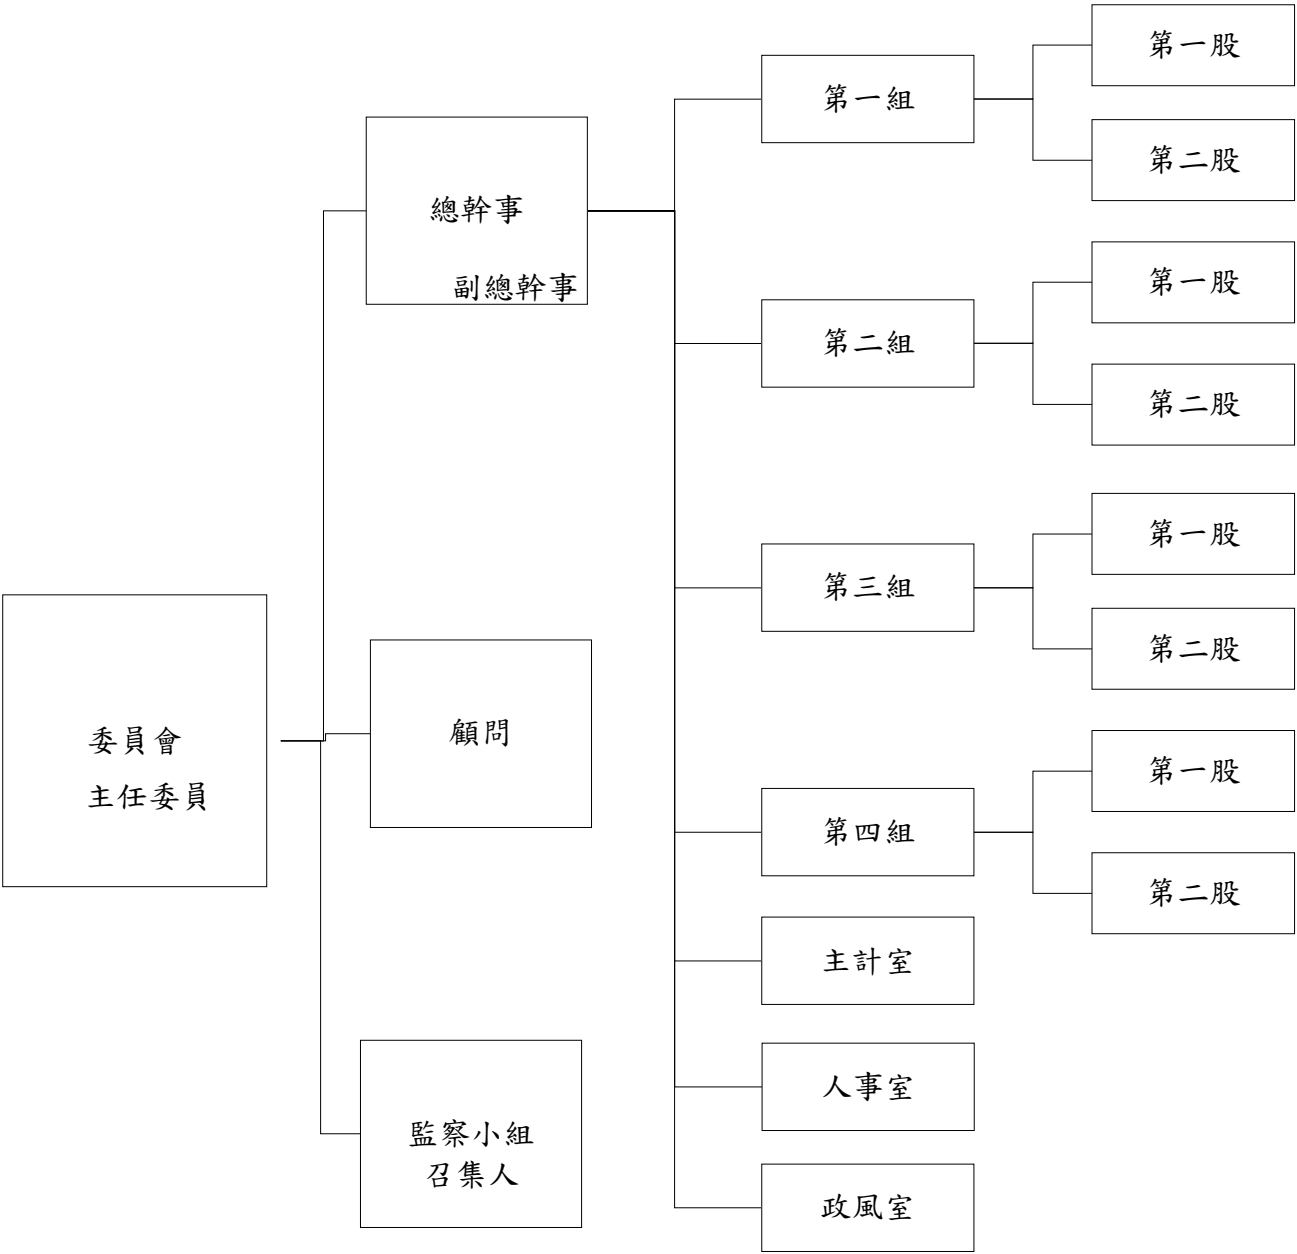 委員會
主任委員
總幹事
副總幹事
顧問
監察小組
召集人
第一組
第一股
第二股
第二組
第一股
第二股
第三組
第一股
第二股
第四組
第一股
第二股
主計室
人事室
政風室